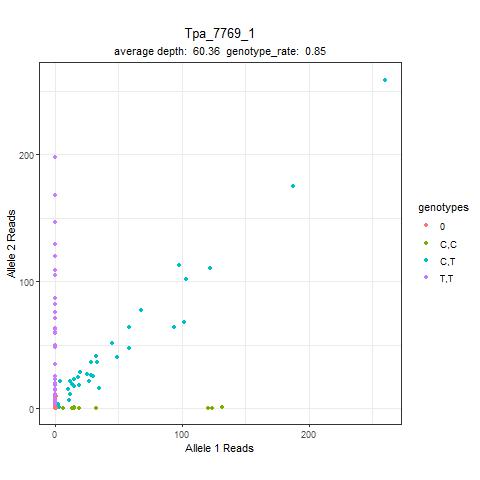 Tpa_7769_1
average depth: 60.36 genotype_rate: 0.85
Allele 2 Reads
200
100
0
0
100
200
Allele 1 Reads
genotypes
0
C,C
C,T
T,T